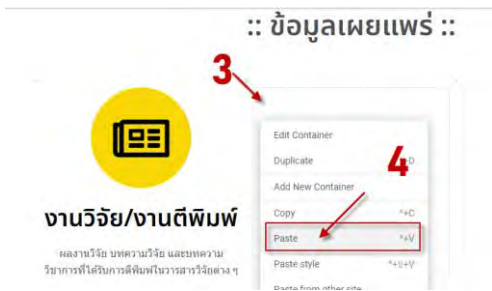 :: ข้อมูลเผยแพร่ ::
3
Edit Container
Duplicate
+D
4
Add New Container
Copy ^+C
Paste ^+V
Paste style ^+⇧+V
Paste from other site
งานวิจัย/งานตีพิมพ์
ผลงานวิจัย บทความวิจัย และบทความ
วิชาการที่ได้รับการตีพิมพ์ในวารสารวิจัยต่าง ๆ